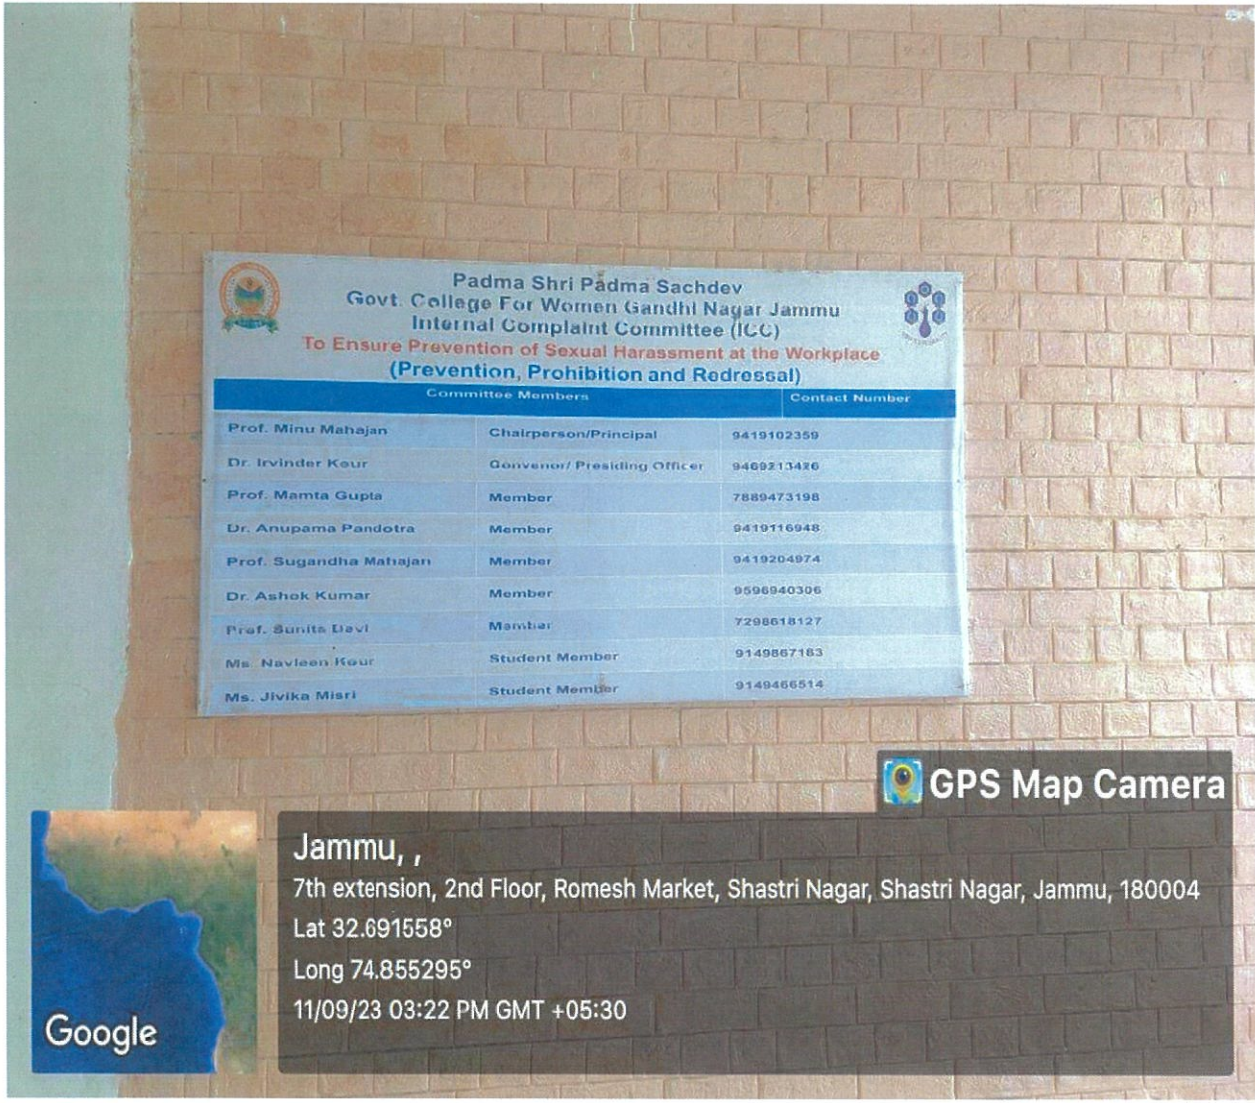 Padma Shri Padma Sachdev
Govt. College For Women Gandhi Nagar Jammu
Internal Complaint Committee (ICC)
To Ensure Prevention of Sexual Harassment at the Workplace
(Prevention, Prohibition and Redressal)
Committee Members Contact Number
Prof. Minu Mahajan Chairperson/Principal 9419102359
Dr. Irvinder Kour Convenor/ Presiding Officer 9469213426
Prof. Mamta Gupta Member 7889473198
Dr. Anupama Pandotra Member 9419116948
Prof. Sugandha Mahajan Member 9419204974
Dr. Ashok Kumar Member 9596940306
Prof. Sunita Devi Member 7298618127
Ms. Navleen Kour Student Member 9149867183
Ms. Jivika Misri Student Member 9149466514
GPS Map Camera
Jammu, ,
7th extension, 2nd Floor, Romesh Market, Shastri Nagar, Shastri Nagar, Jammu, 180004
Lat 32.691558°
Long 74.855295°
11/09/23 03:22 PM GMT +05:30
Google